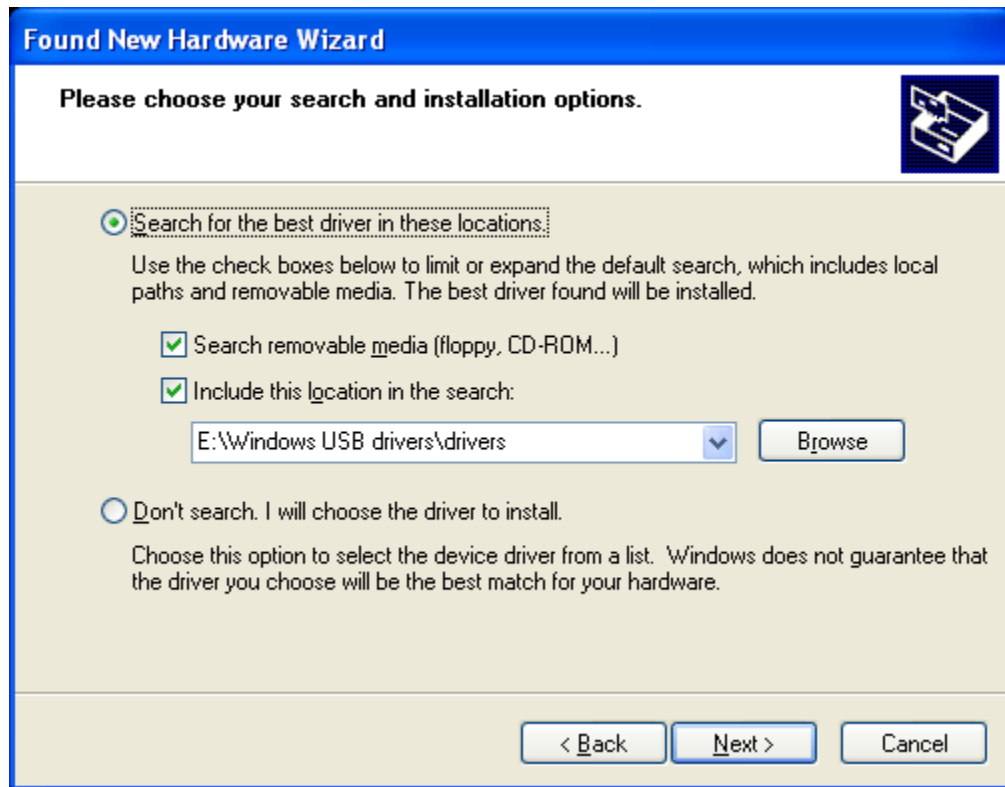 Found New Hardware Wizard
Please choose your search and installation options.
Search for the best driver in these locations.
Use the check boxes below to limit or expand the default search, which includes local
paths and removable media. The best driver found will be installed.
Search removable media (floppy, CD-ROM...)
Include this location in the search:
E:\Windows USB drivers\drivers
Browse
Don't search. I will choose the driver to install.
Choose this option to select the device driver from a list.  Windows does not guarantee that
the driver you choose will be the best match for your hardware.
< Back
Next >
Cancel